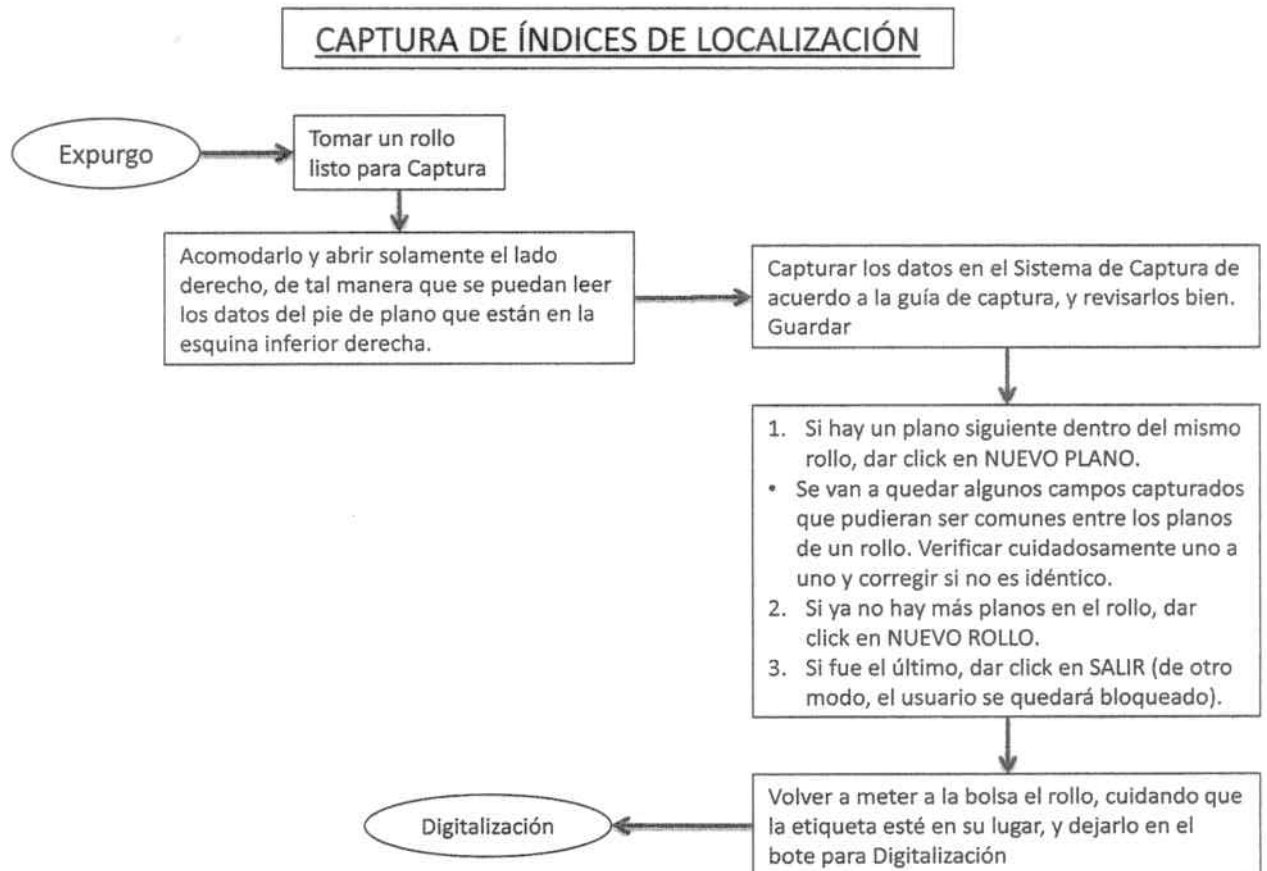 CAPTURA DE ÍNDICES DE LOCALIZACIÓN
Expurgo
Tomar un rollo
listo para Captura
Acomodarlo y abrir solamente el lado
derecho, de tal manera que se puedan leer
los datos del pie de plano que están en la
esquina inferior derecha.
Capturar los datos en el Sistema de Captura de
acuerdo a la guía de captura, y revisarlos bien.
Guardar
1. Si hay un plano siguiente dentro del mismo
rollo, dar click en NUEVO PLANO.
• Se van a quedar algunos campos capturados
que pudieran ser comunes entre los planos
de un rollo. Verificar cuidadosamente uno a
uno y corregir si no es idéntico.
2. Si ya no hay más planos en el rollo, dar
click en NUEVO ROLLO.
3. Si fue el último, dar click en SALIR (de otro
modo, el usuario se quedará bloqueado).
Volver a meter a la bolsa el rollo, cuidando que
la etiqueta esté en su lugar, y dejarlo en el
bote para Digitalización
Digitalización